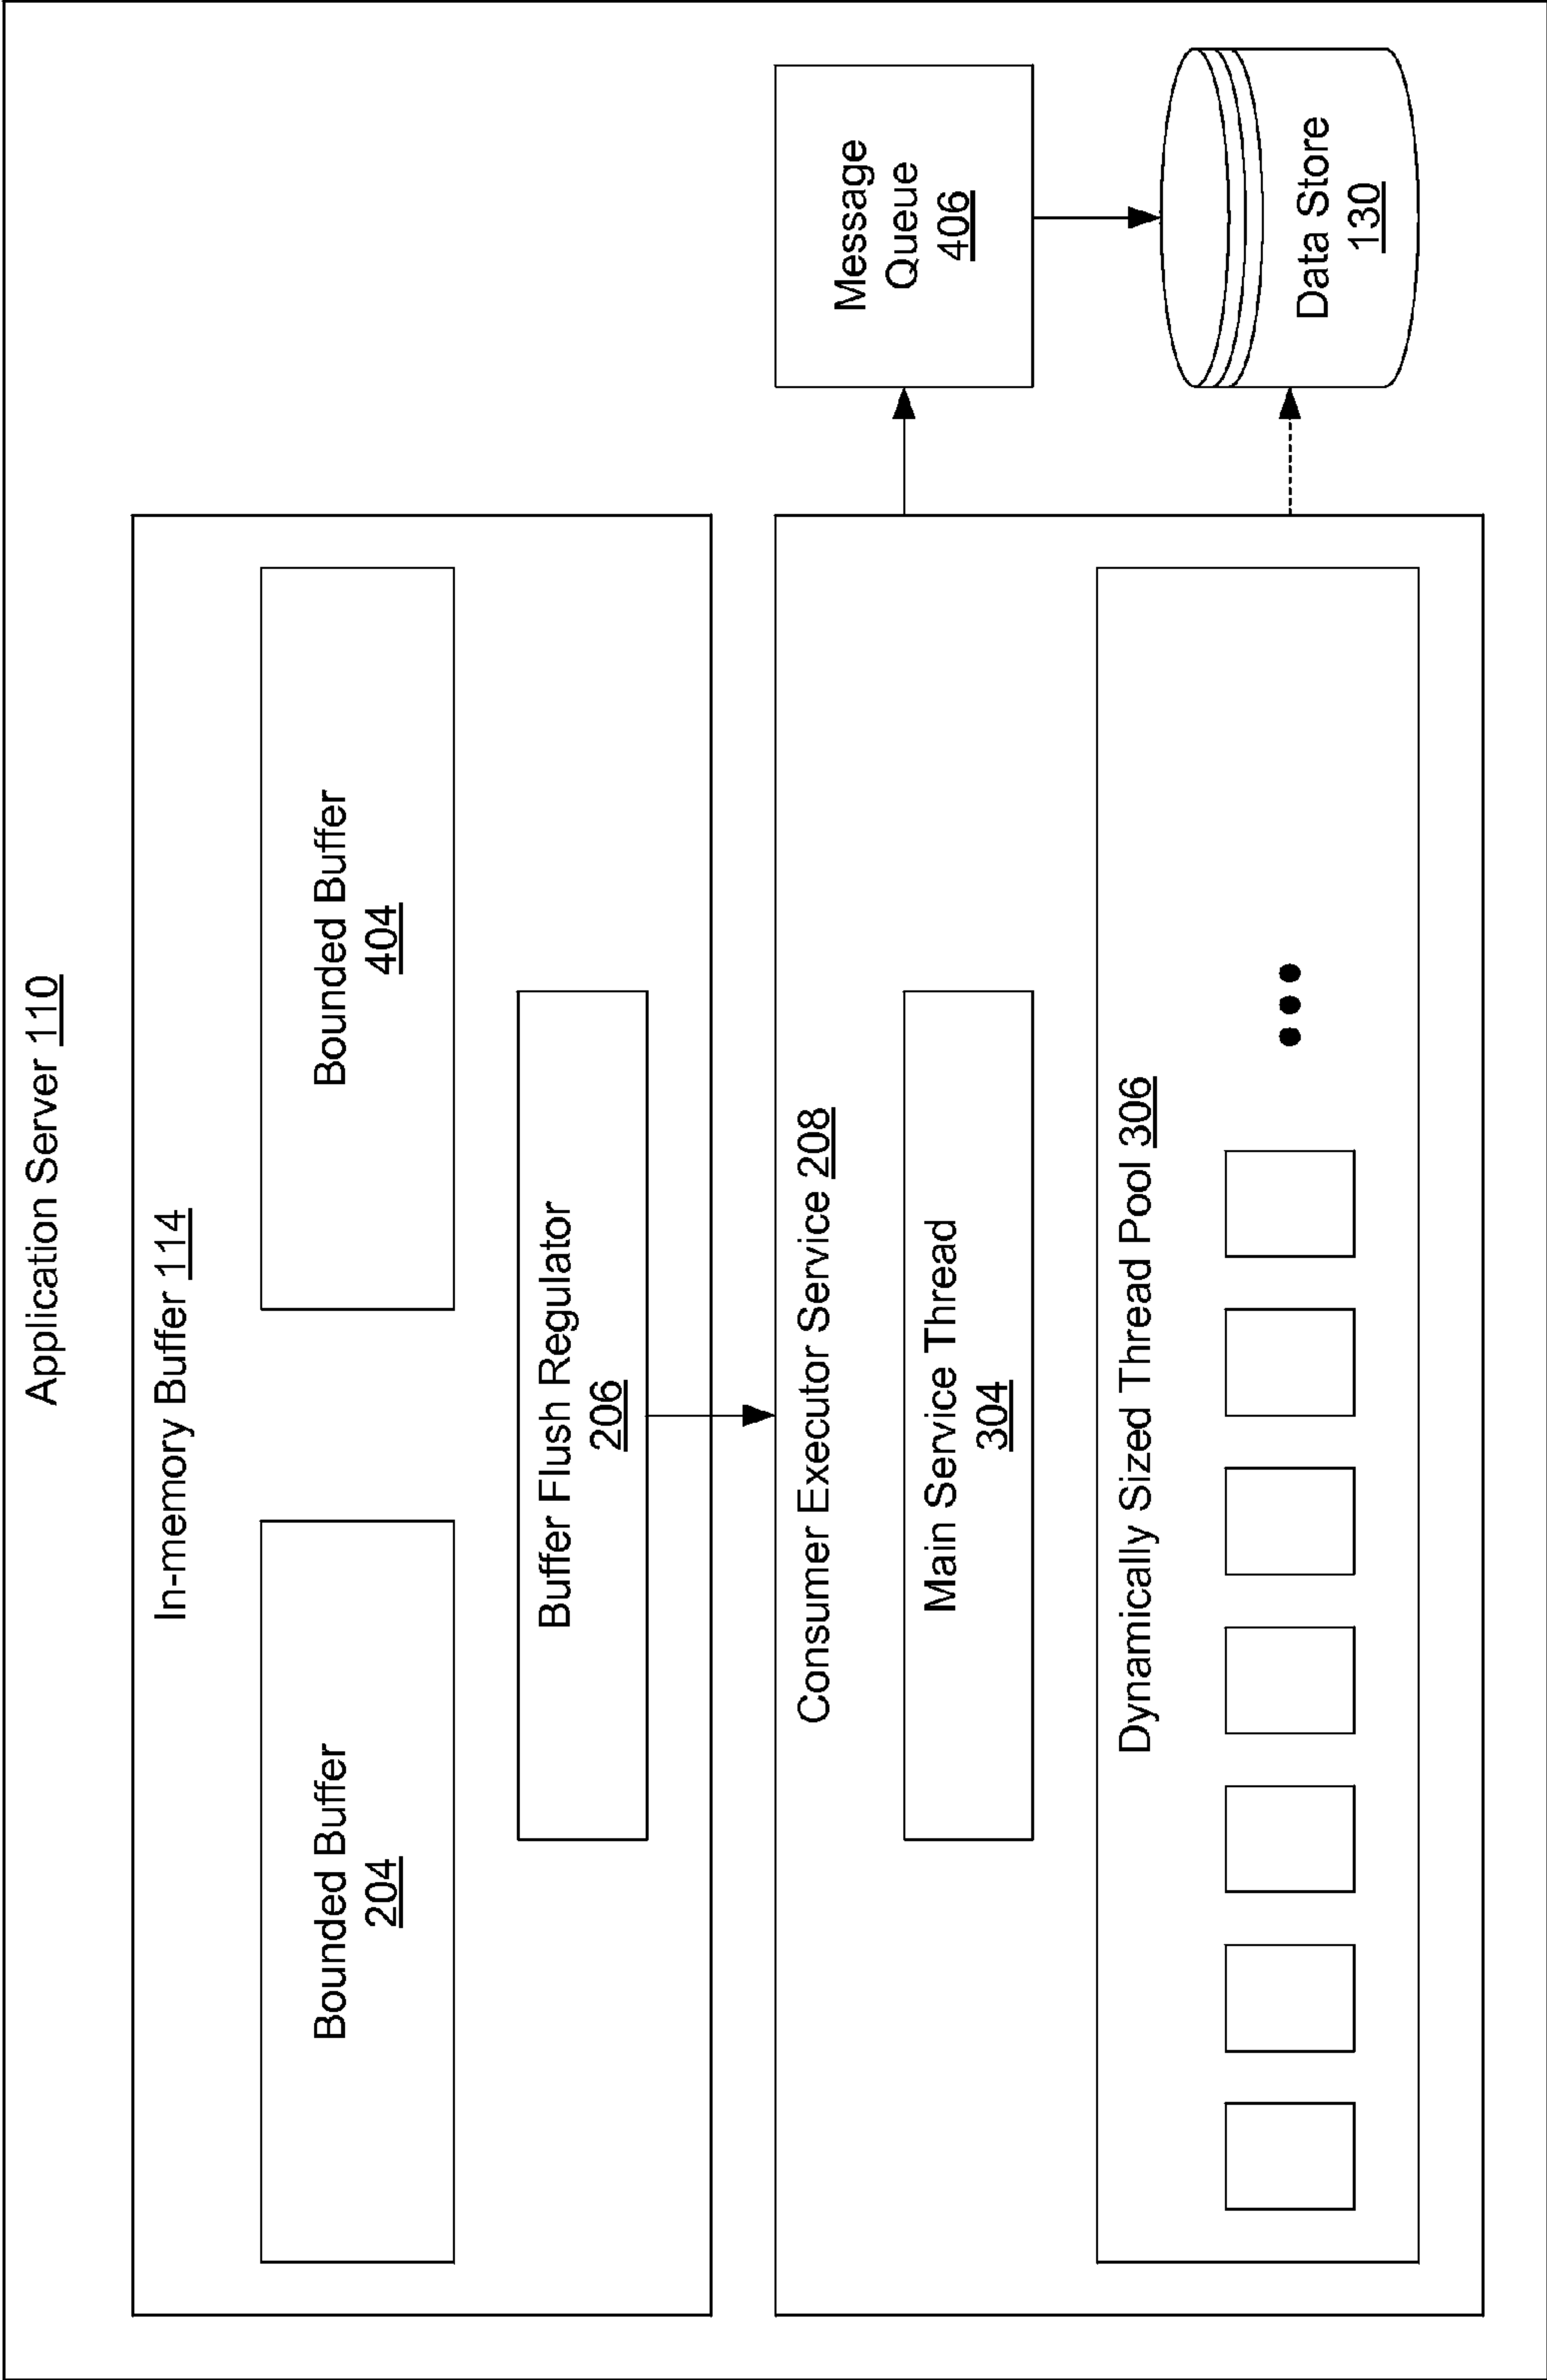 Application Server 110
In-memory Buffer 114
Bounded Buffer
204
Bounded Buffer
404
Buffer Flush Regulator
206
Consumer Executor Service 208
Main Service Thread
304
Dynamically Sized Thread Pool 306
Message
Queue
406
Data Store
130